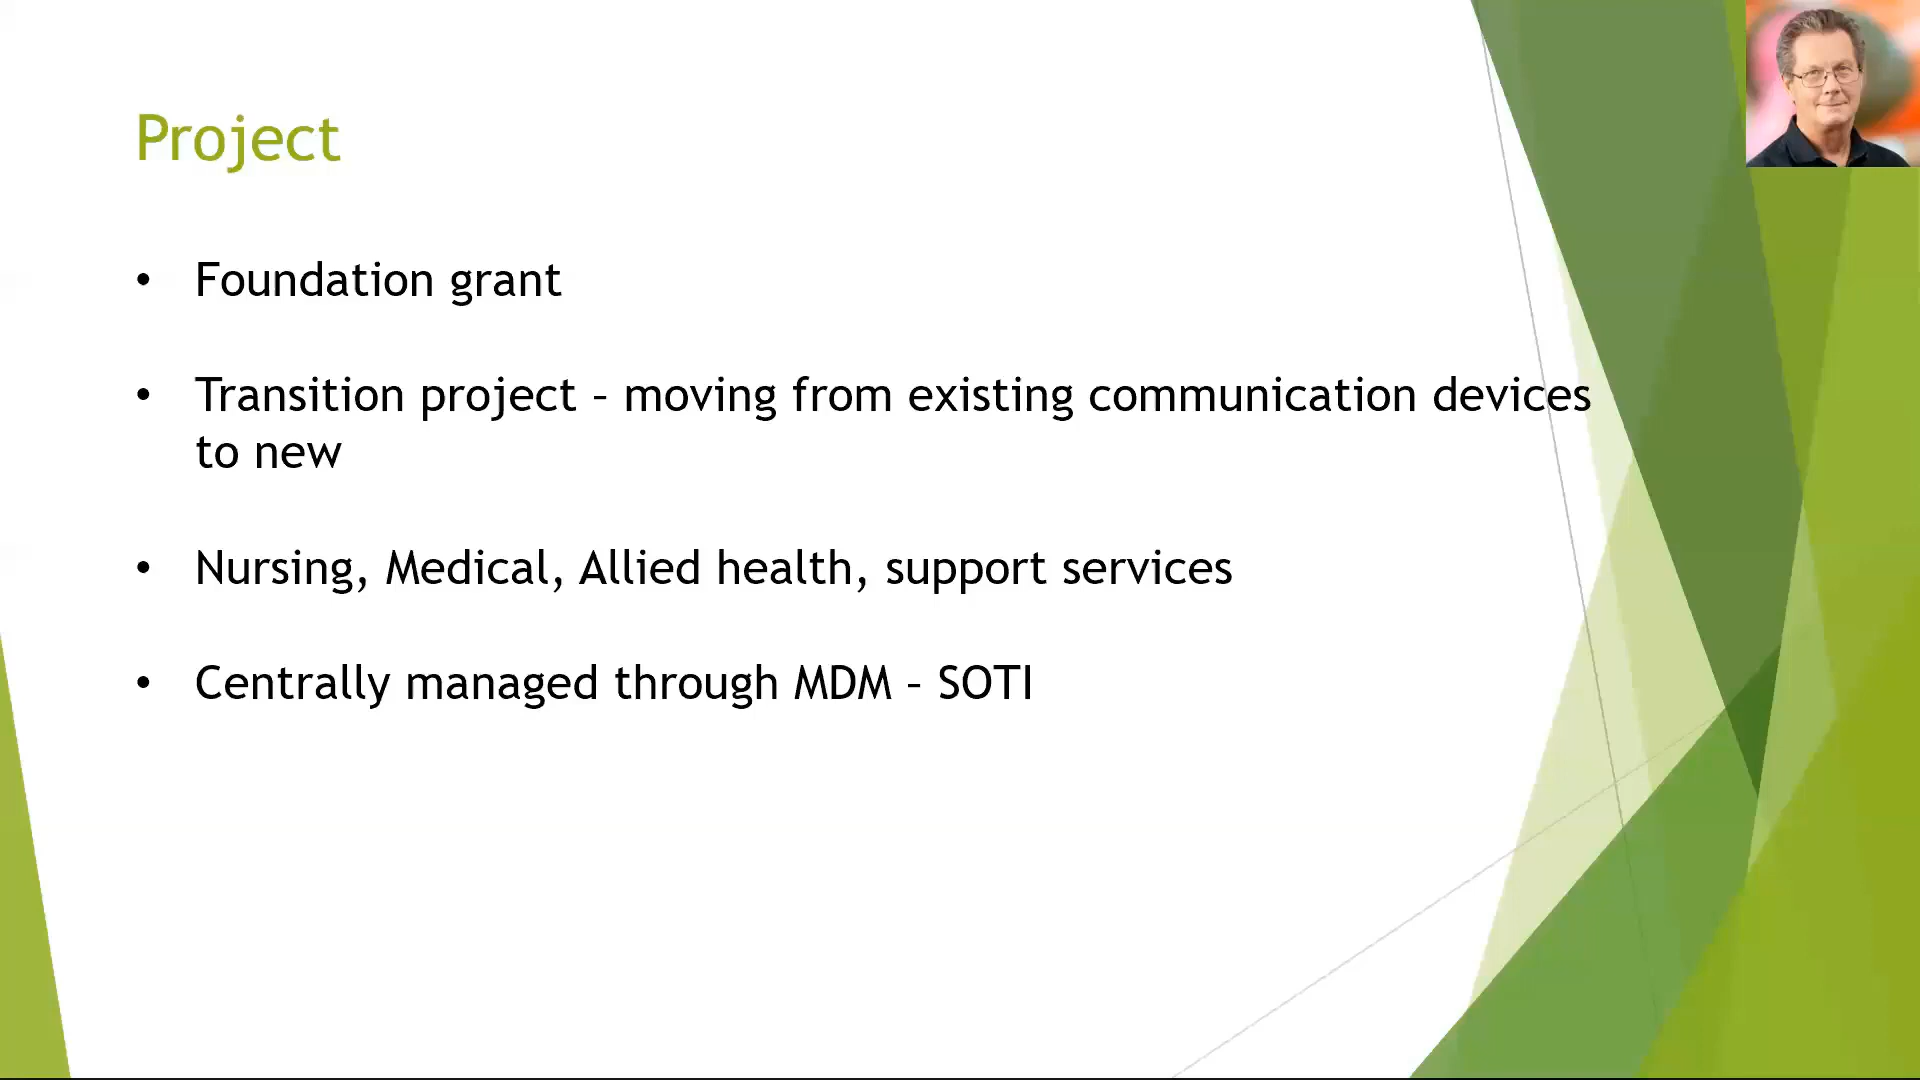 Project
• Foundation grant
• Transition project – moving from existing communication devices
to new
• Nursing, Medical, Allied health, support services
• Centrally managed through MDM – SOTI